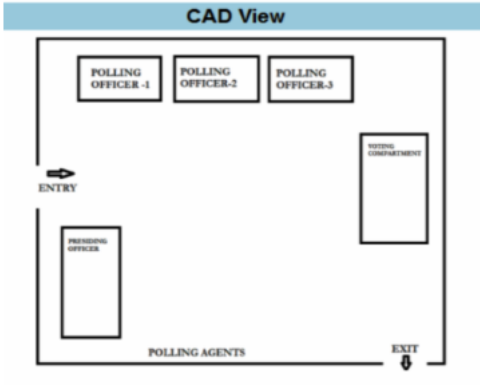 CAD View
POLLING
OFFICER -1
POLLING
OFFICER-2
POLLING
OFFICER-3
VOTING
COMPARTMENT
ENTRY
PRESIDING
OFFICER
POLLING AGENTS
EXIT